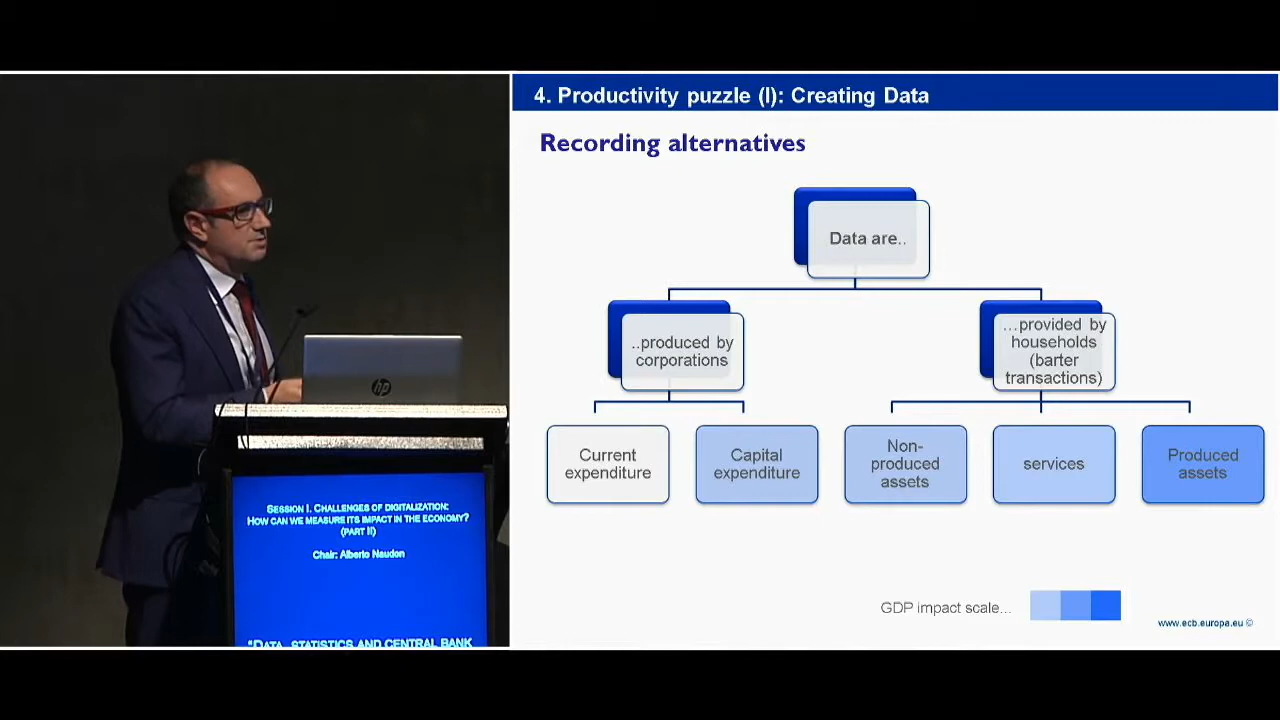 4. Productivity puzzle (I): Creating Data
Recording alternatives
Data are..
..produced by
corporations
...provided by
households
(barter
transactions)
Current
expenditure
Capital
expenditure
Non-
produced
assets
services
Produced
assets
GDP impact scale...
www.ecb.europa.eu ©
hp
SESSION I. CHALLENGES OF DIGITALIZATION:
HOW CAN WE MEASURE ITS IMPACT IN THE ECONOMY?
(PART II)
Chair: Alberto Naudon
"DATA, STATISTICS AND CENTRAL BANK